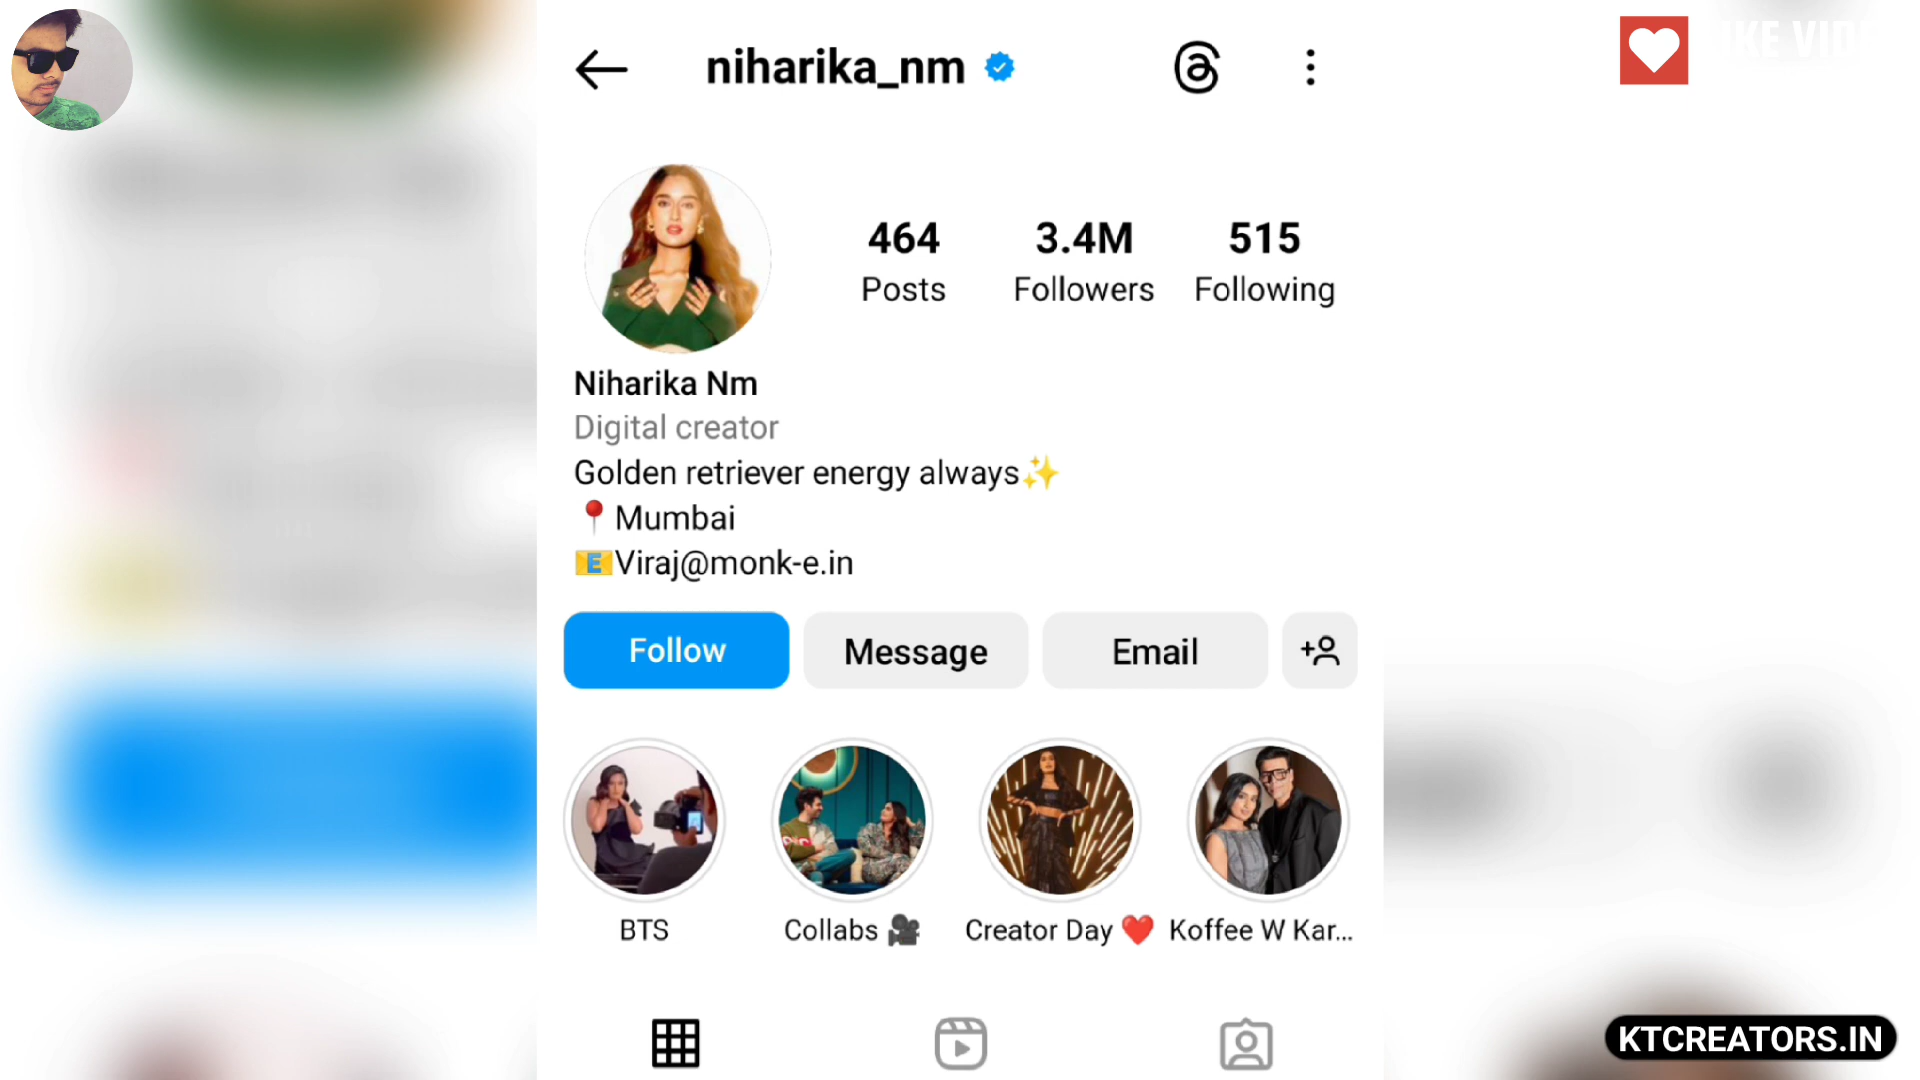 niharika_nm
464
Posts
3.4M
Followers
515
Following
Niharika Nm
Digital creator
Golden retriever energy always✨
📍Mumbai
📧Viraj@monk-e.in
Follow
Message
Email
BTS
Collabs 🎥
Creator Day ❤️
Koffee W Kar...
KTCREATORS.IN